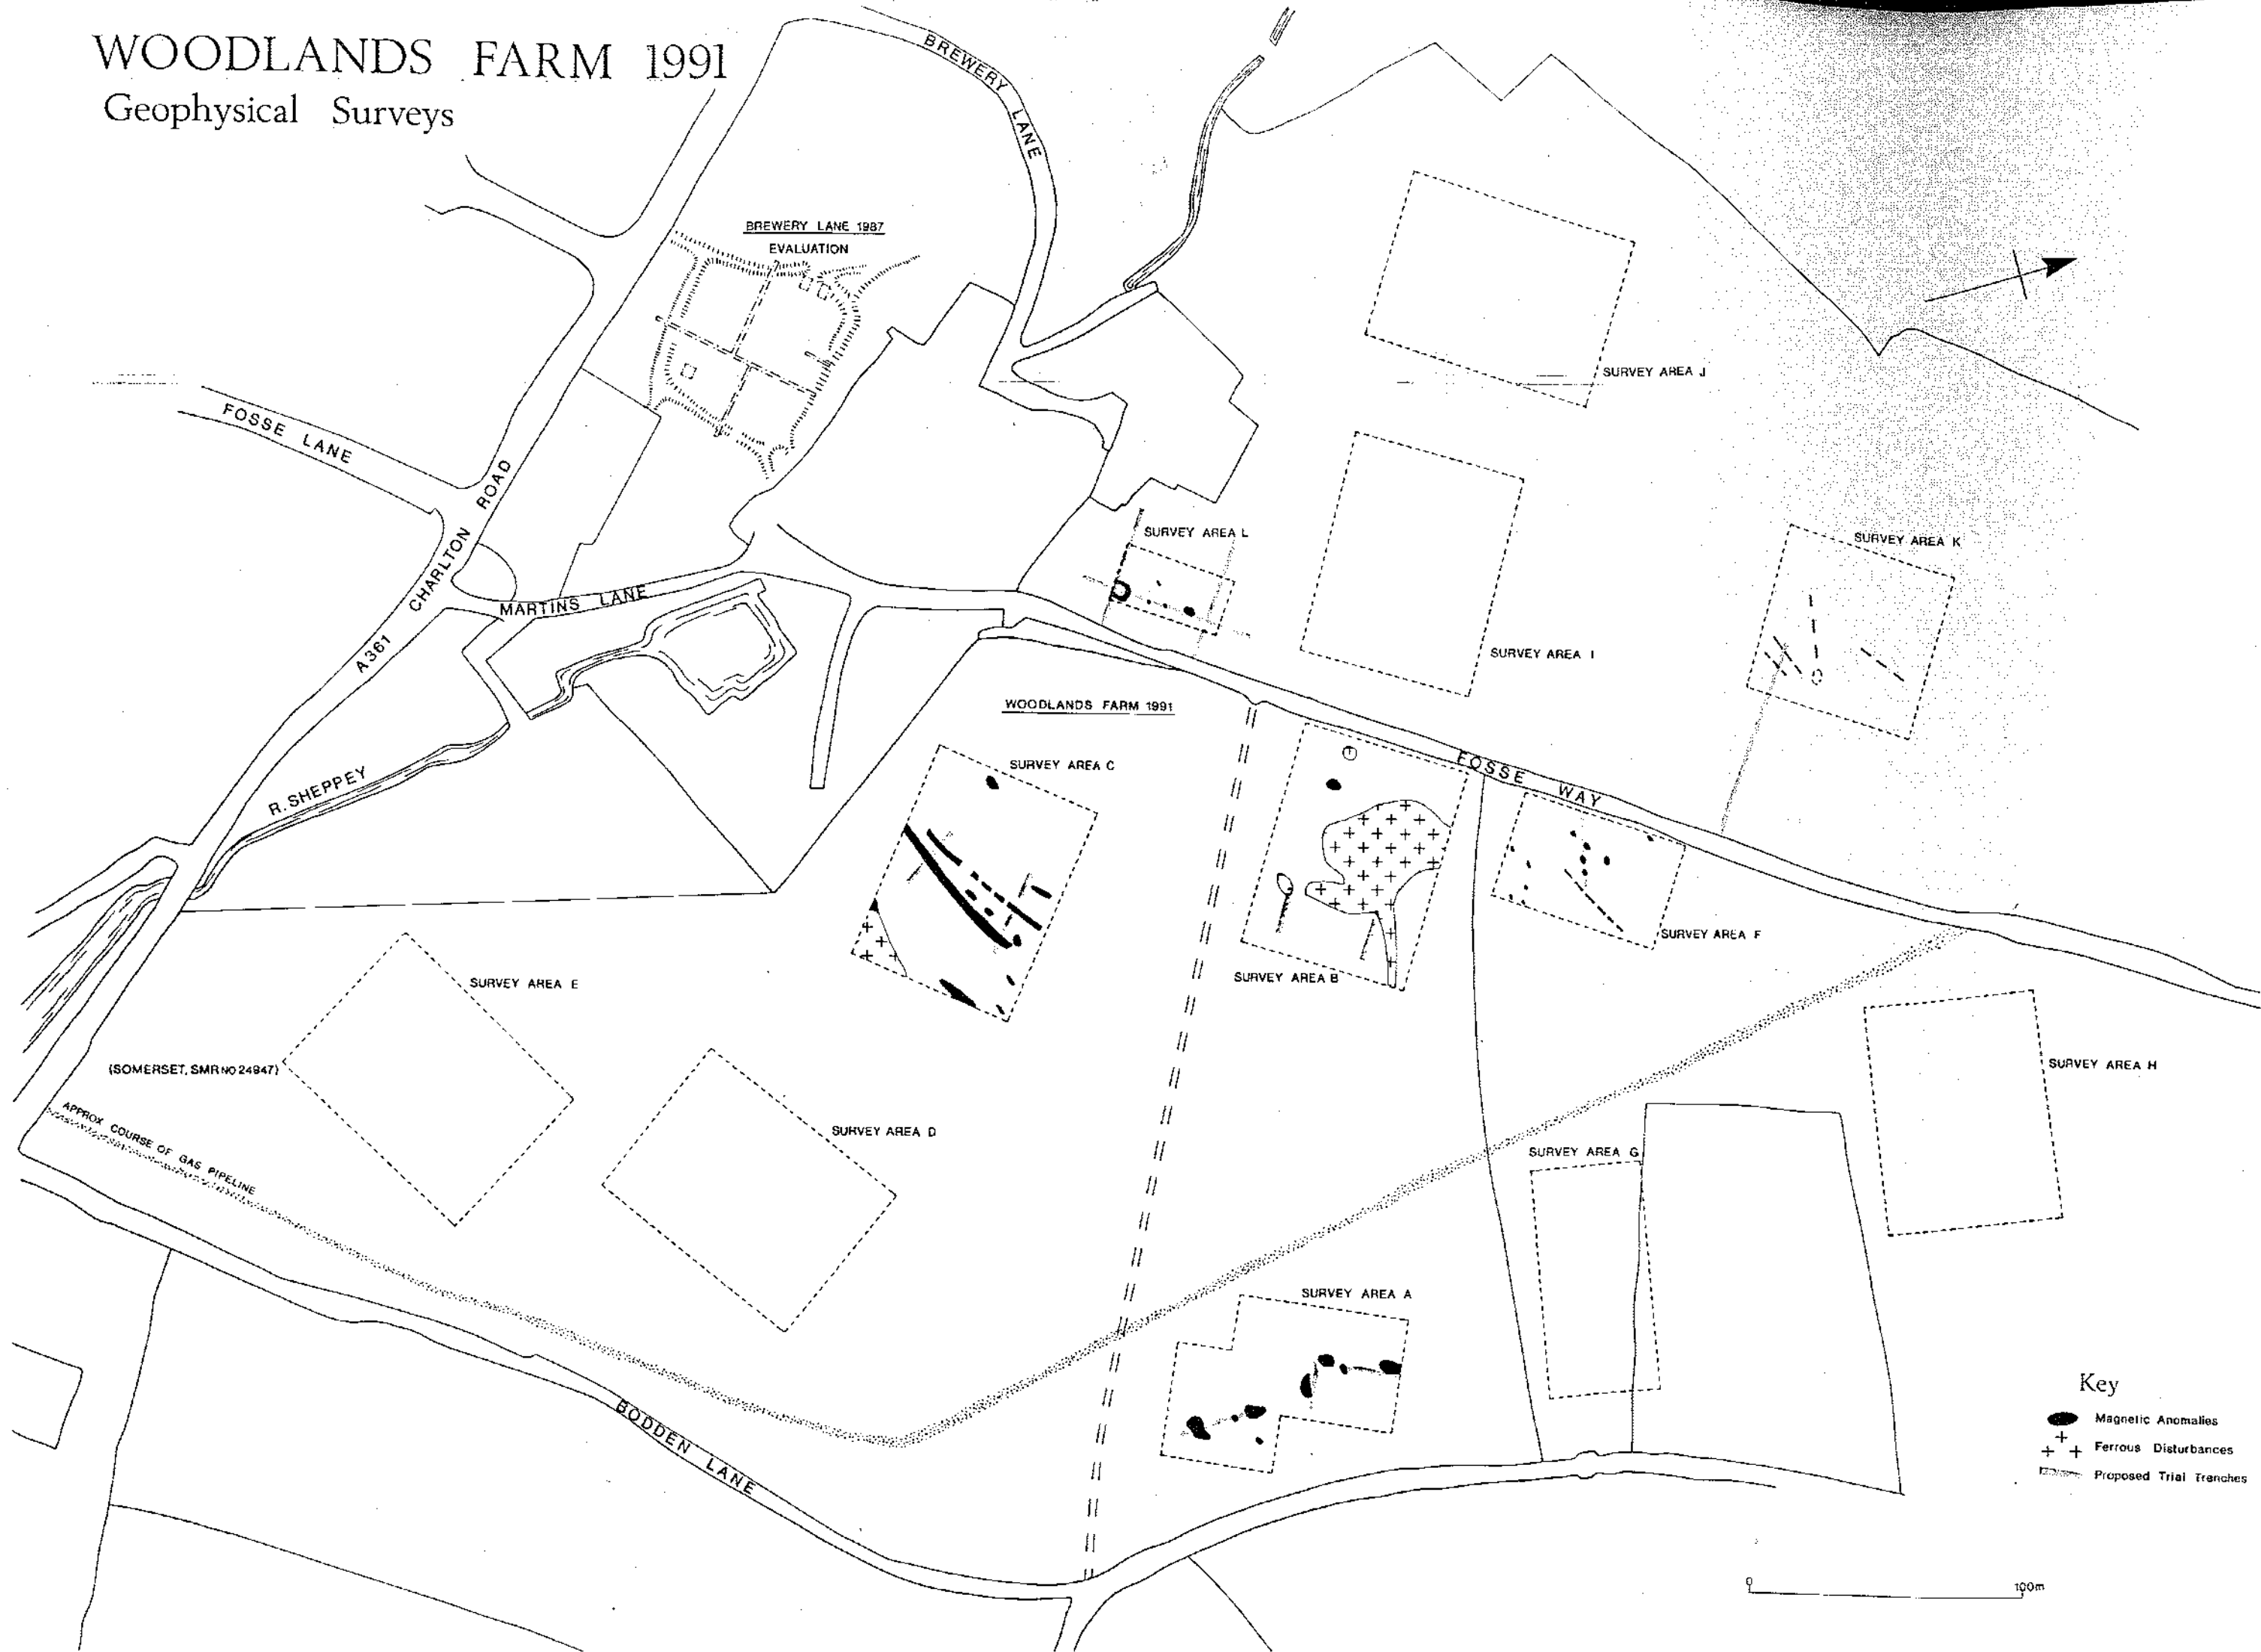 WOODLANDS FARM 1991
Geophysical Surveys
BREWERY LANE
BREWERY LANE 1987
EVALUATION
SURVEY AREA J
FOSSE LANE
A361 CHARLTON ROAD
MARTINS LANE
SURVEY AREA L
SURVEY AREA K
SURVEY AREA I
WOODLANDS FARM 1991
FOSSE WAY
SURVEY AREA C
R. SHEPPEY
SURVEY AREA F
SURVEY AREA B
SURVEY AREA E
(SOMERSET, SMR NO 24947)
SURVEY AREA H
APPROX COURSE OF GAS PIPELINE
SURVEY AREA D
SURVEY AREA G
SURVEY AREA A
BODDEN LANE
Key
Magnetic Anomalies
Ferrous Disturbances
Proposed Trial Trenches
0 100m